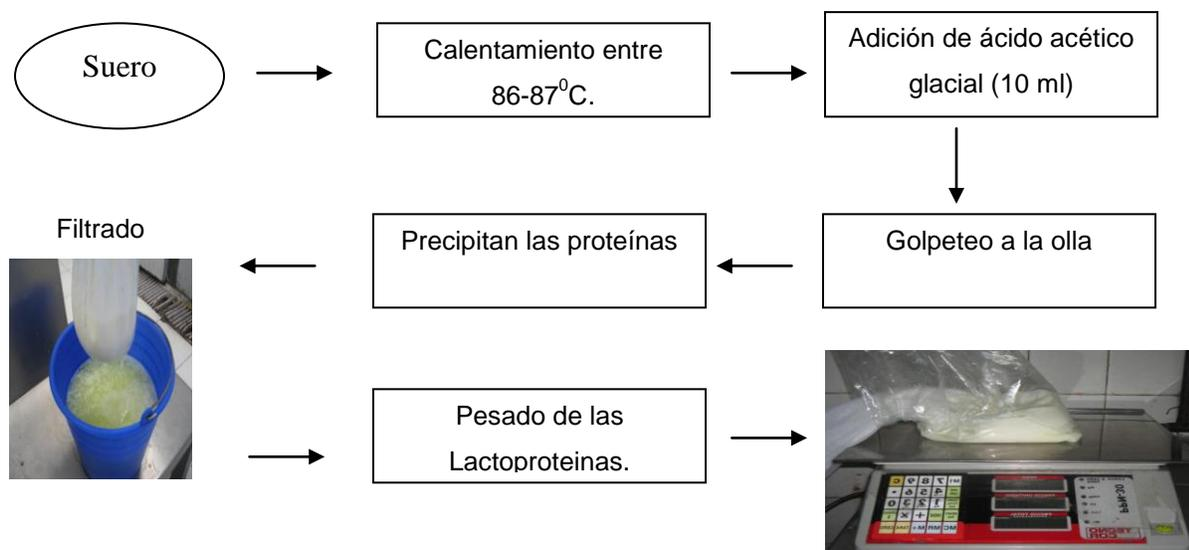 Suero
Calentamiento entre
86-87⁰C.
Adición de ácido acético
glacial (10 ml)
Golpeteo a la olla
Precipitan las proteínas
Filtrado
Pesado de las
Lactoproteinas.